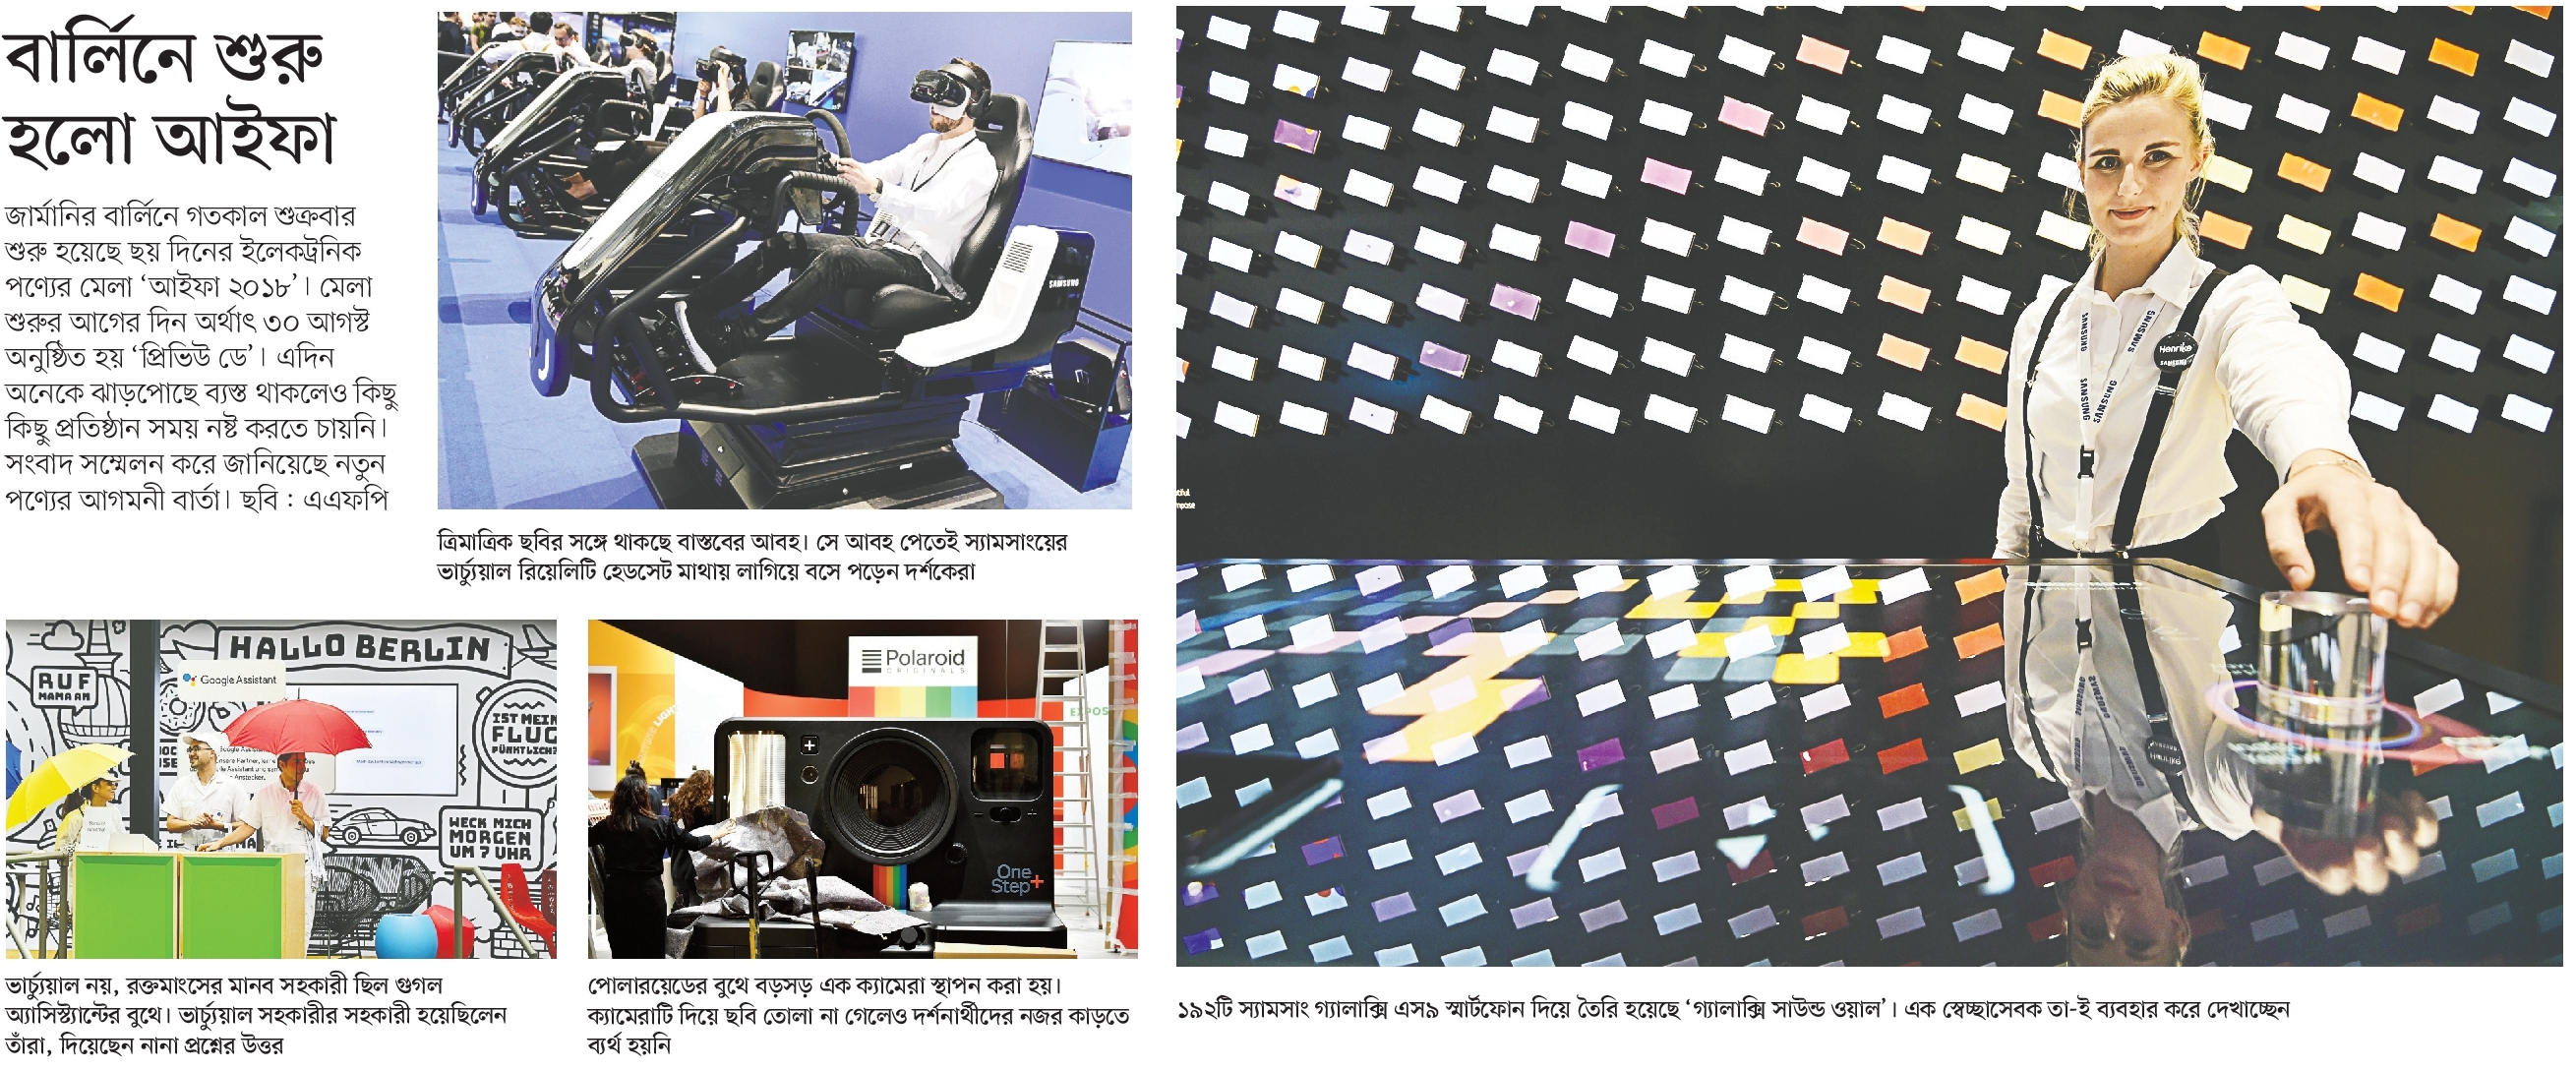 বার্লিনে শুরু
হলো আইফা
জার্মানির বার্লিনে গতকাল শুক্রবার
শুরু হয়েছে ছয় দিনের ইলেকট্রনিক
পণ্যের মেলা ‘আইফা ২০১৮’। মেলা
শুরুর আগের দিন অর্থাৎ ৩০ আগস্ট
অনুষ্ঠিত হয় ‘প্রিভিউ ডে’। এদিন
অনেকে ঝাড়পোছে ব্যস্ত থাকলেও কিছু
কিছু প্রতিষ্ঠান সময় নষ্ট করতে চায়নি।
সংবাদ সম্মেলন করে জানিয়েছে নতুন
পণ্যের আগমনী বার্তা। ছবি : এএফপি
SAMSUNG
ত্রিমাত্রিক ছবির সঙ্গে থাকছে বাস্তবের আবহ। সে আবহ পেতেই স্যামসাংয়ের
ভার্চ্যুয়াল রিয়েলিটি হেডসেট মাথায় লাগিয়ে বসে পড়েন দর্শকেরা
HALLO BERLIN
RUF
MAMA AN
Google Assistant
IST MEIN
FLUG
PÜNKTLICH?
WECK MICH
MORGEN
UM 7 UHR
ভার্চ্যুয়াল নয়, রক্তমাংসের মানব সহকারী ছিল গুগল
অ্যাসিস্ট্যান্টের বুথে। ভার্চ্যুয়াল সহকারীর সহকারী হয়েছিলেন
তাঁরা, দিয়েছেন নানা প্রশ্নের উত্তর
Polaroid
ORIGINALS
One
Step+
পোলারয়েডের বুথে বড়সড় এক ক্যামেরা স্থাপন করা হয়।
ক্যামেরাটি দিয়ে ছবি তোলা না গেলেও দর্শনার্থীদের নজর কাড়তে
ব্যর্থ হয়নি
SAMSUNG
SAMSUNG
Henrike
SAMSUNG
SAMSUNG
SAMSUNG
১৯২টি স্যামসাং গ্যালাক্সি এস৯ স্মার্টফোন দিয়ে তৈরি হয়েছে ‘গ্যালাক্সি সাউন্ড ওয়াল’। এক স্বেচ্ছাসেবক তা-ই ব্যবহার করে দেখাচ্ছেন